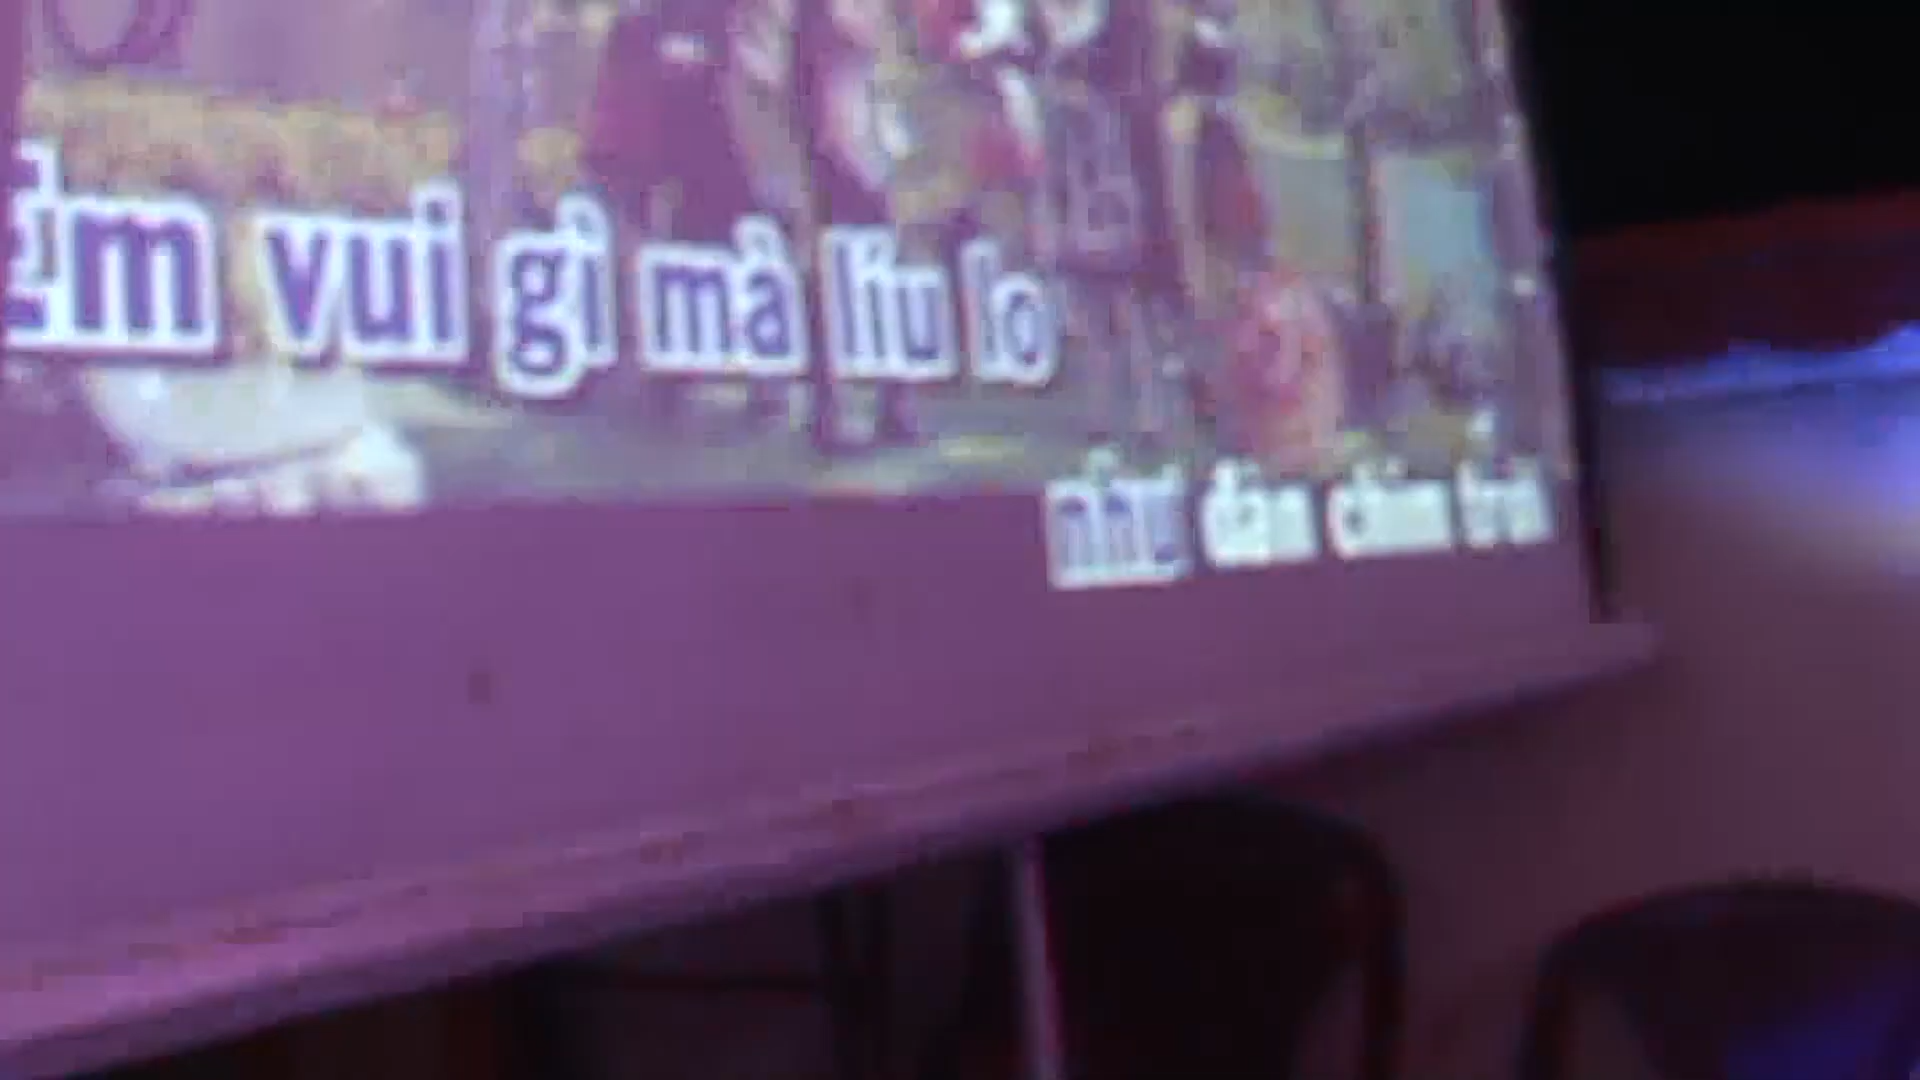 vui gì mà líu lo
như đàn chim trời